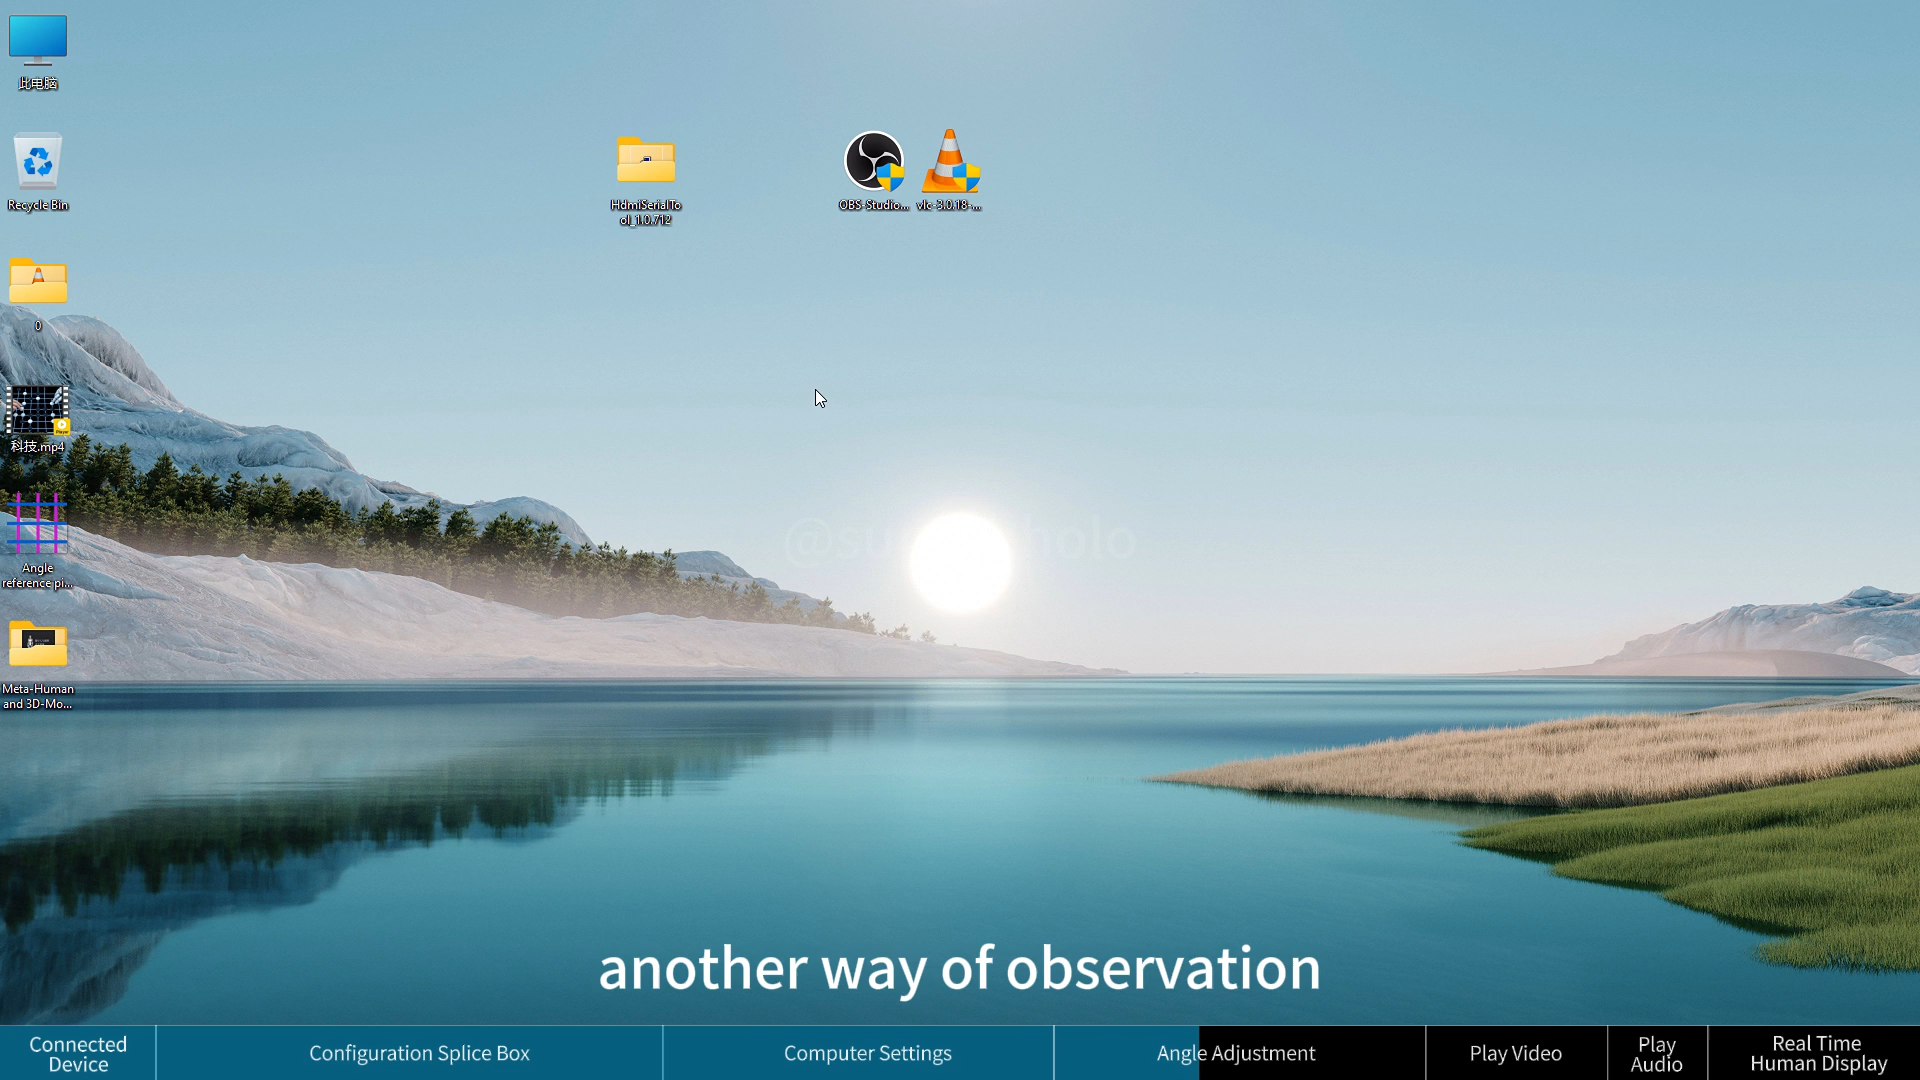 此电脑
Recycle Bin
0
科技.mp4
Angle
reference pi...
Meta-Human
and 3D-Mo...
HdmiSerialTo
ol_1.0.712
OBS-Studio...
vlc-3.0.18-...
another way of observation
Connected
Device
Configuration Splice Box
Computer Settings
Angle Adjustment
Play Video
Play
Audio
Real Time
Human Display